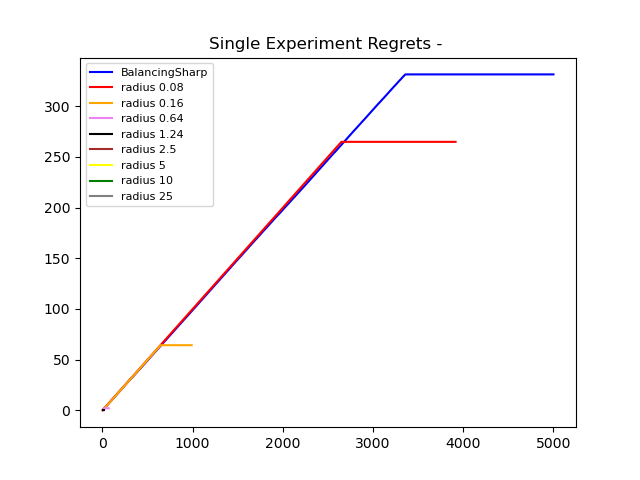 Single Experiment Regrets -
BalancingSharp
radius 0.08
radius 0.16
radius 0.64
radius 1.24
radius 2.5
radius 5
radius 10
radius 25
300
250
200
150
100
50
0
0 1000 2000 3000 4000 5000